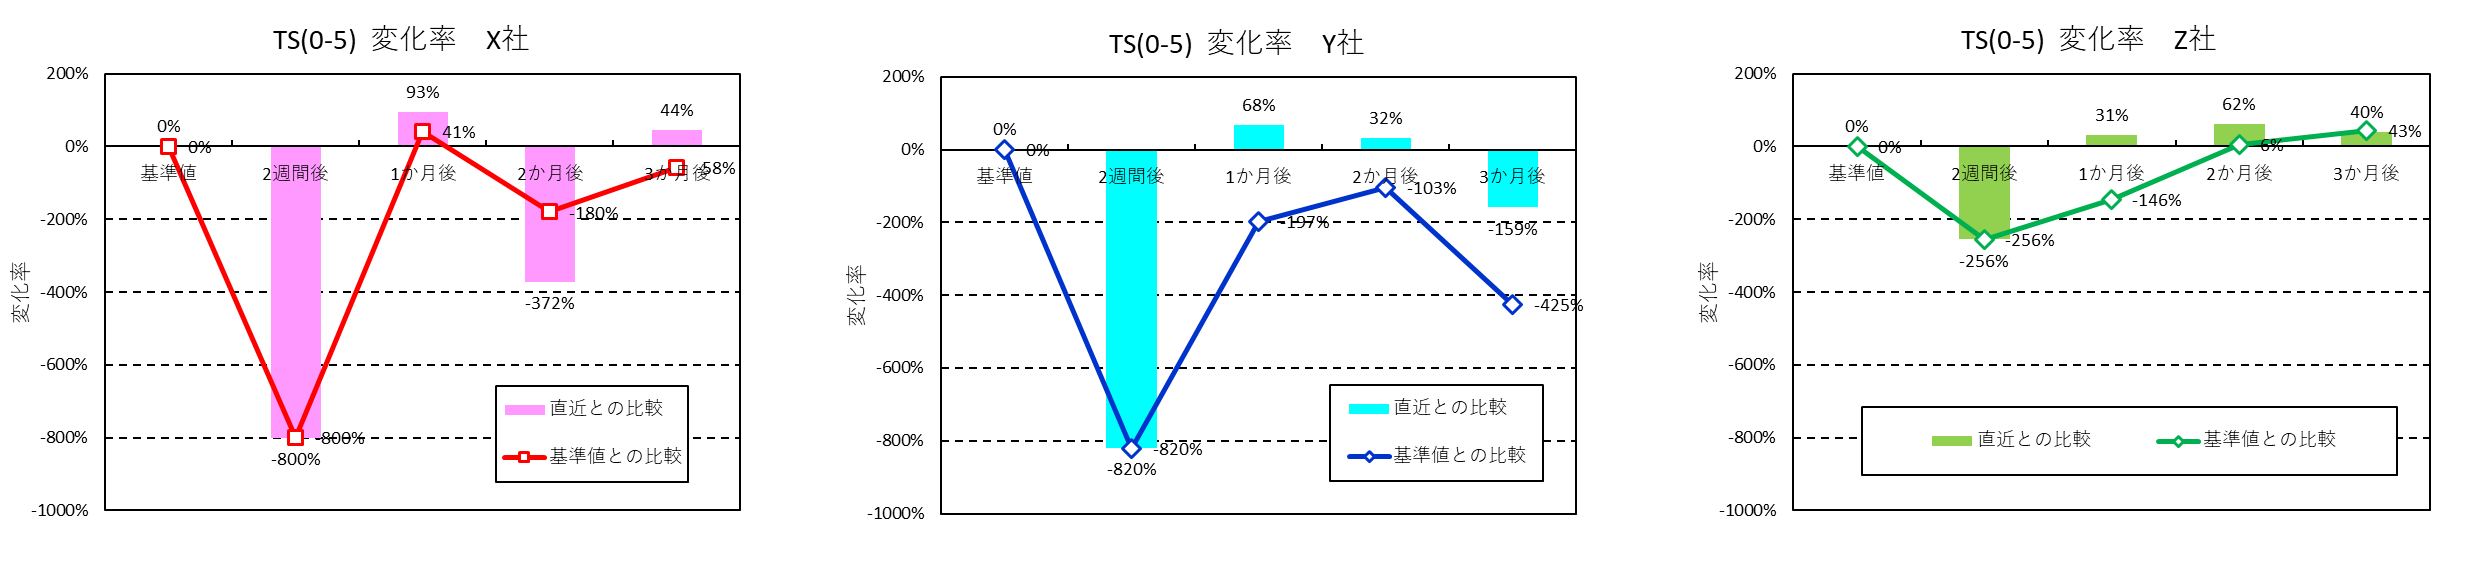 TS(0-5) 変化率 X社
200%
0%
-200%
-400%
-600%
-800%
-1000%
変化率
0%
0%
-800%
-800%
93%
41%
-372%
-180%
44%
-58%
基準値
2週間後
1か月後
2か月後
3か月後
直近との比較
基準値との比較
TS(0-5) 変化率 Y社
200%
0%
-200%
-400%
-600%
-800%
-1000%
変化率
0%
0%
-820%
-820%
68%
-197%
32%
-103%
-159%
-425%
基準値
2週間後
1か月後
2か月後
3か月後
直近との比較
基準値との比較
TS(0-5) 変化率 Z社
200%
0%
-200%
-400%
-600%
-800%
-1000%
変化率
0%
0%
-256%
-256%
31%
-146%
62%
6%
40%
43%
基準値
2週間後
1か月後
2か月後
3か月後
直近との比較
基準値との比較